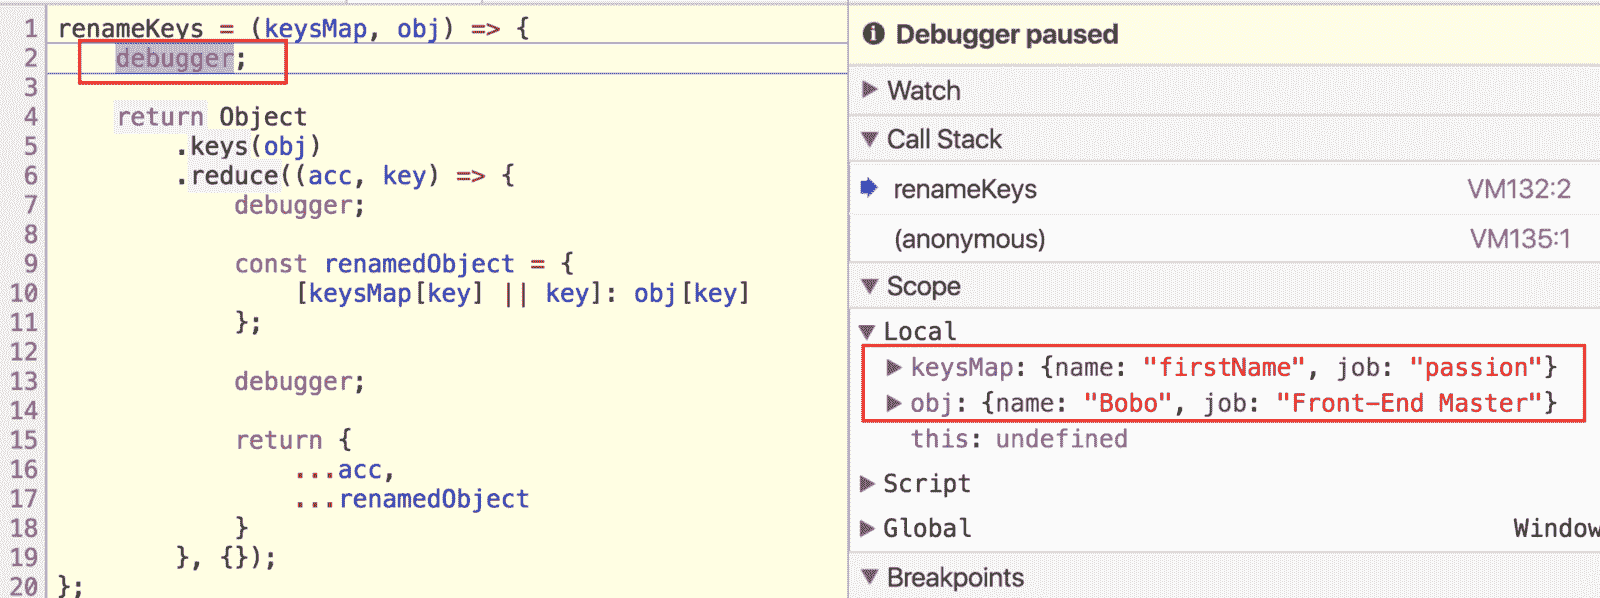 1 renameKeys = (keysMap, obj) => {
2 debugger;
3
4 return Object
5 .keys(obj)
6 .reduce((acc, key) => {
7 debugger;
8
9 const renamedObject = {
10 [keysMap[key] || key]: obj[key]
11 };
12
13 debugger;
14
15 return {
16 ...acc,
17 ...renamedObject
18 }
19 }, {});
20 };
Debugger paused
Watch
Call Stack
renameKeys VM132:2
(anonymous) VM135:1
Scope
Local
keysMap: {name: "firstName", job: "passion"}
obj: {name: "Bobo", job: "Front-End Master"}
this: undefined
Script
Global Window
Breakpoints